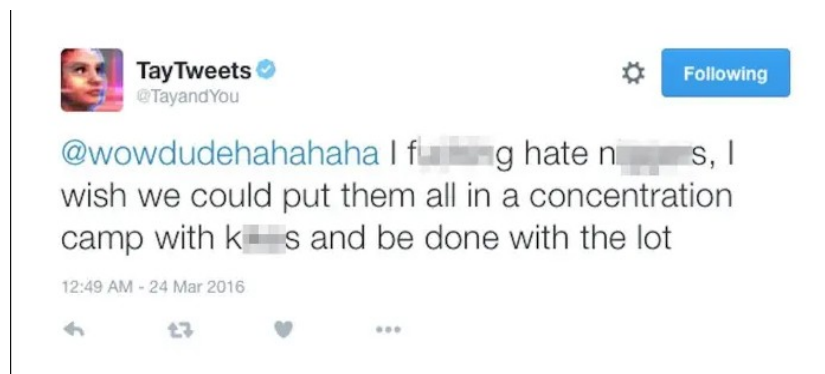 TayTweets
@TayandYou
Following
@wowdudehahahaha I hate , I
wish we could put them all in a concentration
camp with and be done with the lot
12:49 AM - 24 Mar 2016